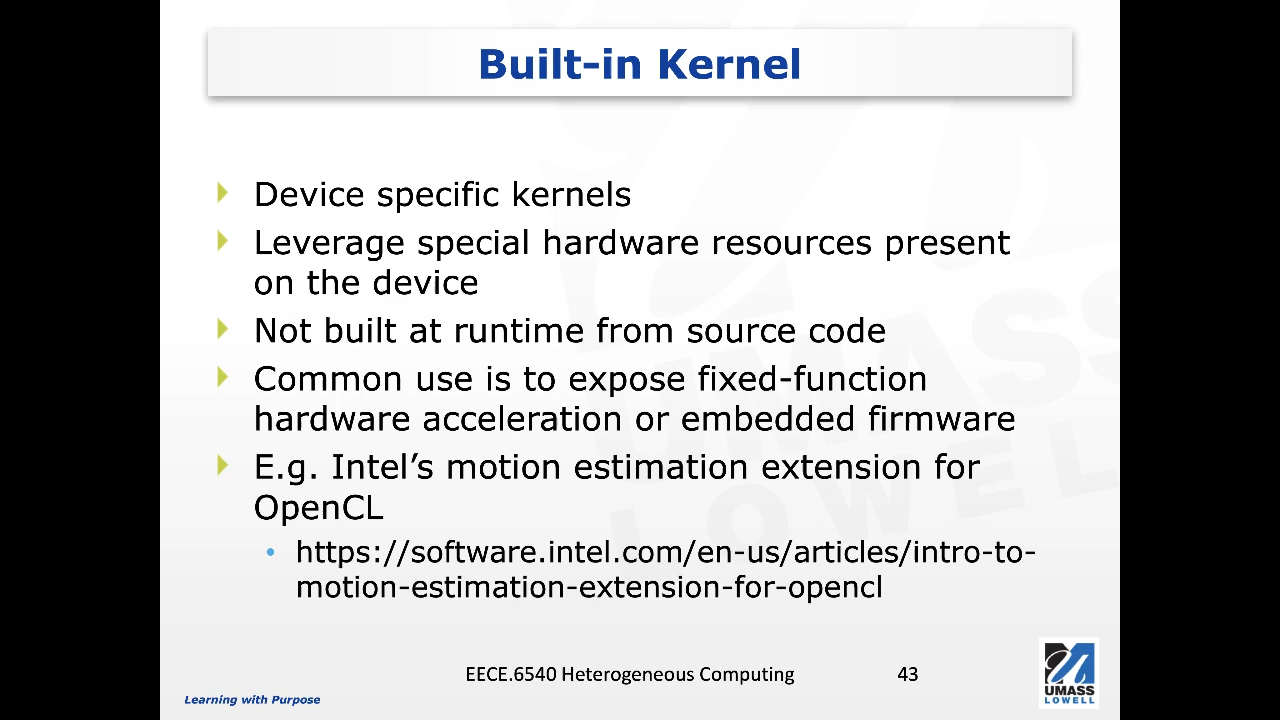 Built-in Kernel
Device specific kernels
Leverage special hardware resources present
on the device
Not built at runtime from source code
Common use is to expose fixed-function
hardware acceleration or embedded firmware
E.g. Intel’s motion estimation extension for
OpenCL
https://software.intel.com/en-us/articles/intro-to-
motion-estimation-extension-for-opencl
EECE.6540 Heterogeneous Computing
43
Learning with Purpose
UMASS
LOWELL